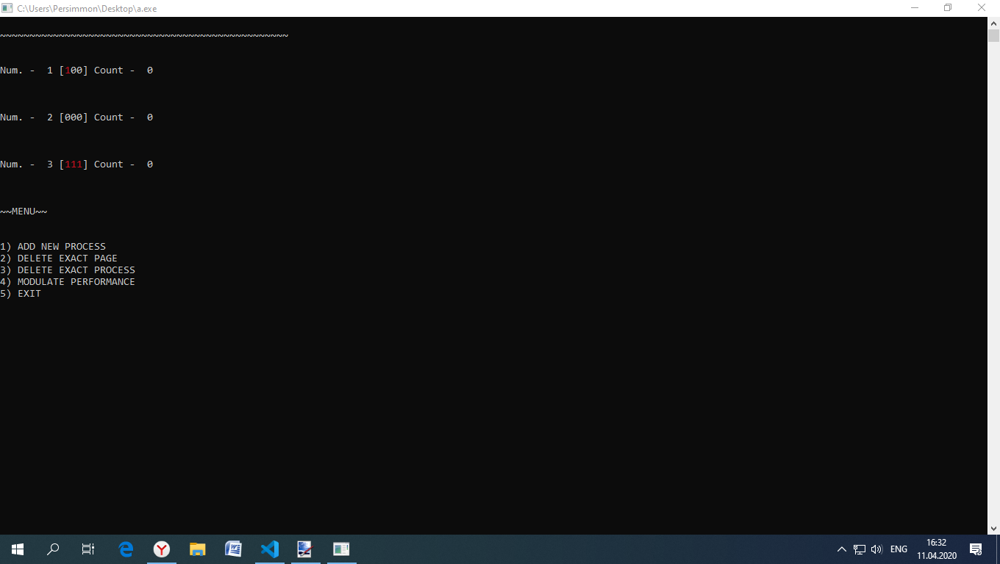 C:\Users\Persimmon\Desktop\a.exe
~~~~~~~~~~~~~~~~~~~~~~~~~~~~~~~~~~~~~~~~~~~~~~~~~
Num. -  1 [100] Count -  0
Num. -  2 [000] Count -  0
Num. -  3 [111] Count -  0
~~MENU~~
1) ADD NEW PROCESS
2) DELETE EXACT PAGE
3) DELETE EXACT PROCESS
4) MODULATE PERFORMANCE
5) EXIT
ENG
16:32
11.04.2020